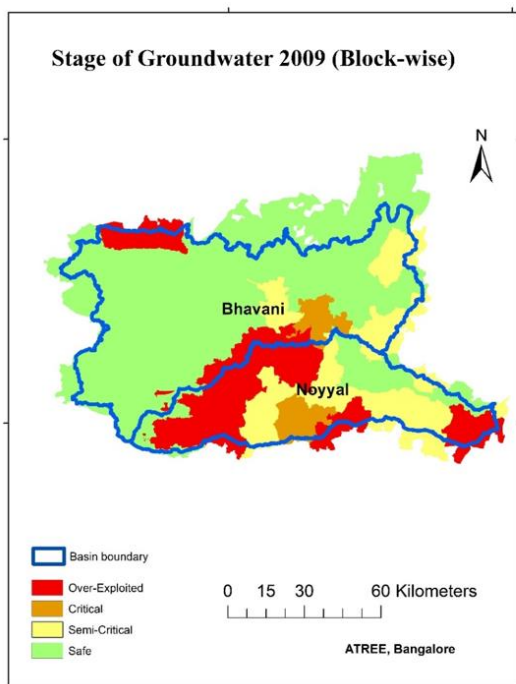 Stage of Groundwater 2009 (Block-wise)
N
Bhavani
Noyyal
Basin boundary
Over-Exploited
Critical
Semi-Critical
Safe
0 15 30 60 Kilometers
ATREE, Bangalore